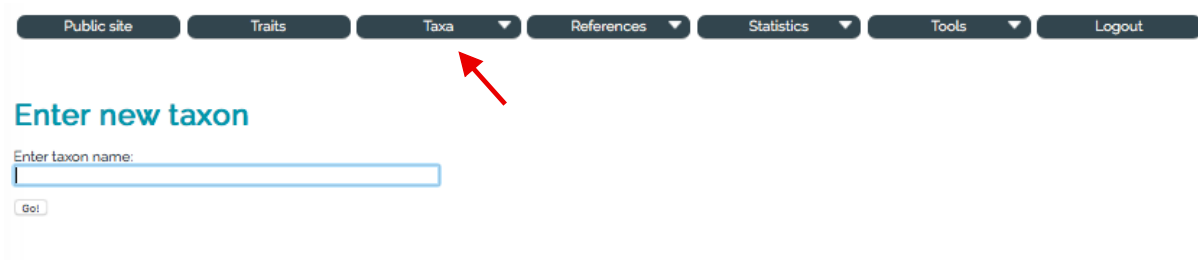 Public site Traits Taxa References Statistics Tools Logout
Enter new taxon
Enter taxon name:
Go!